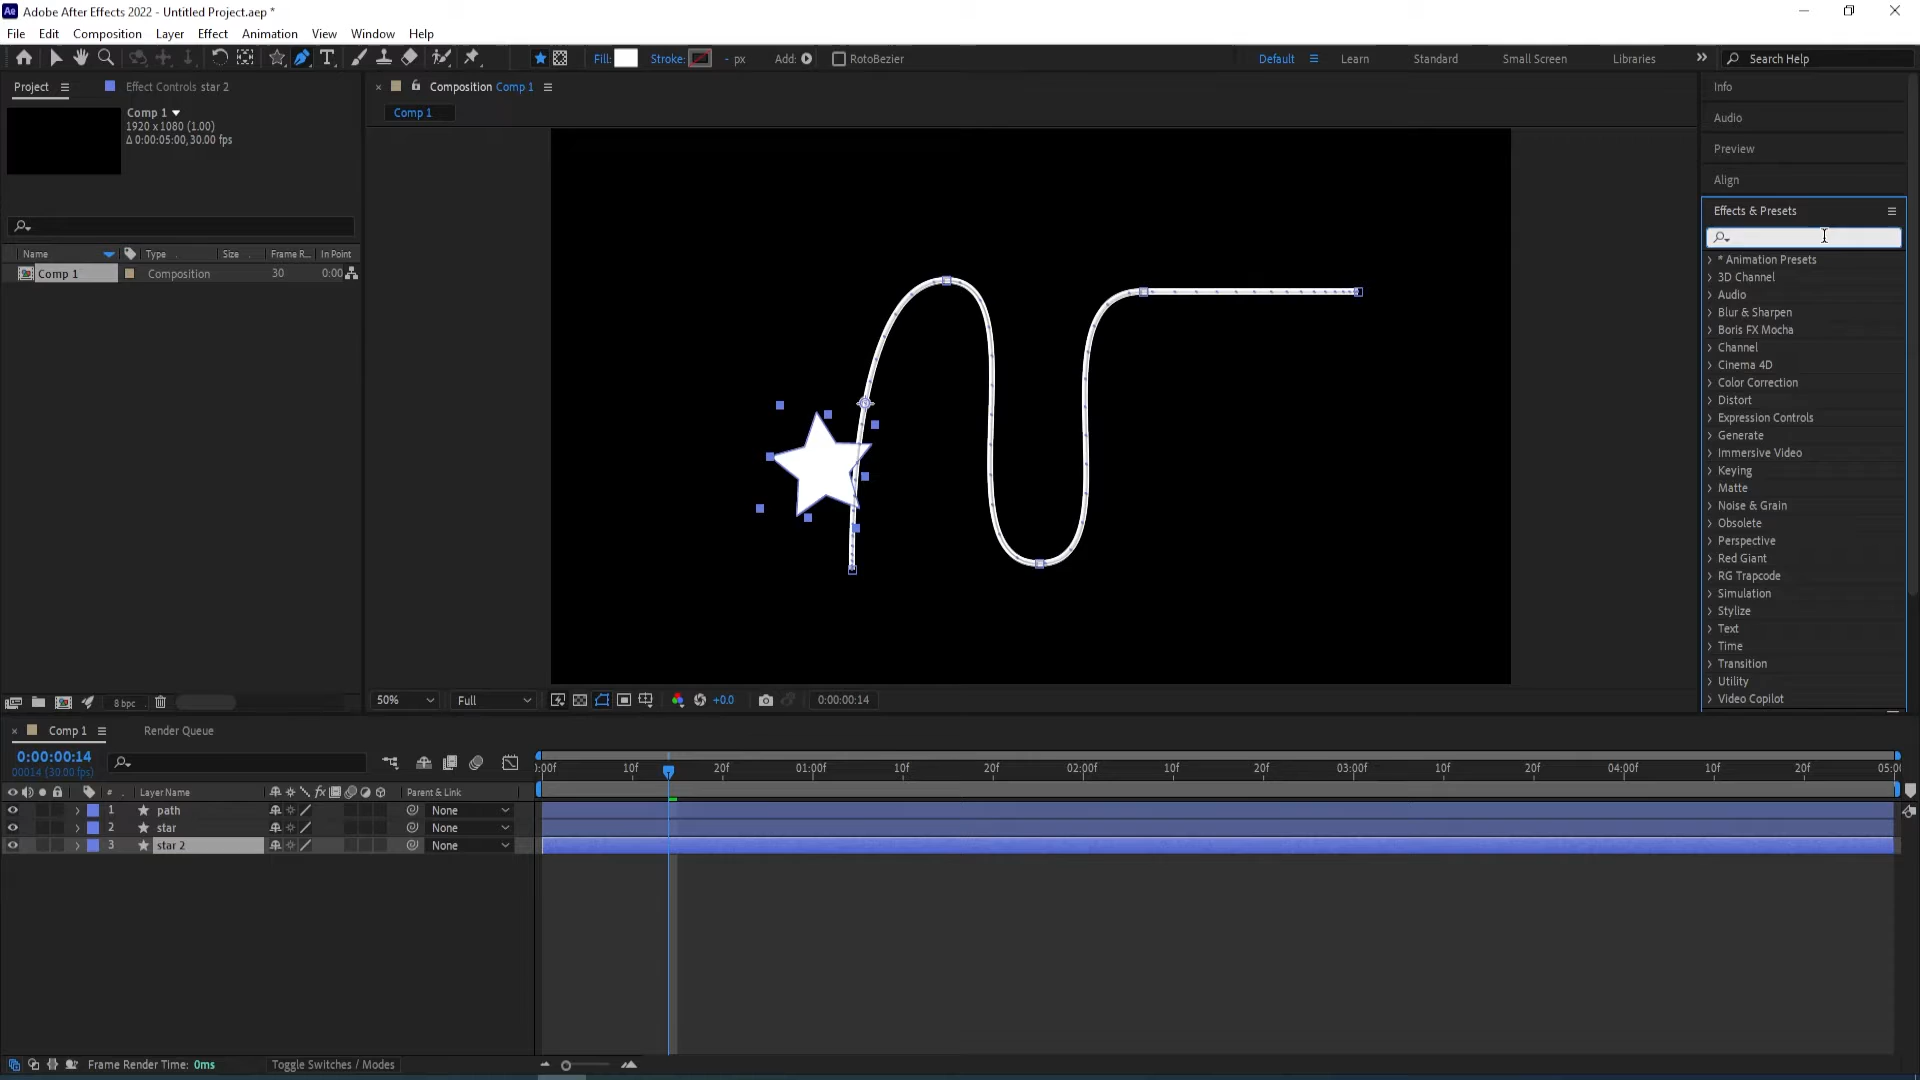 Ae Adobe After Effects 2022 - Untitled Project.aep *
File Edit Composition Layer Effect Animation View Window Help
Fill: Stroke: - px Add: RotoBezier
Default Learn Standard Small Screen Libraries Search Help
Project Effect Controls star 2
Comp 1
1920 x 1080 (1.00)
Δ 0:00:05:00, 30.00 fps
Name Type Size Frame R... In Point
Comp 1 Composition 30 0:00
8 bpc
Composition Comp 1
Comp 1
50% Full +0.0 0:00:00:14
Info
Audio
Preview
Align
Effects & Presets
* Animation Presets
3D Channel
Audio
Blur & Sharpen
Boris FX Mocha
Channel
Cinema 4D
Color Correction
Distort
Expression Controls
Generate
Immersive Video
Keying
Matte
Noise & Grain
Obsolete
Perspective
Red Giant
RG Trapcode
Simulation
Stylize
Text
Time
Transition
Utility
Video Copilot
Comp 1 Render Queue
0:00:00:14
00014 (30.00 fps)
# Layer Name fx Parent & Link
1 path None
2 star None
3 star 2 None
):00f 10f 20f 01:00f 10f 20f 02:00f 10f 20f 03:00f 10f 20f 04:00f 10f 20f 05:0
Frame Render Time: 0ms Toggle Switches / Modes